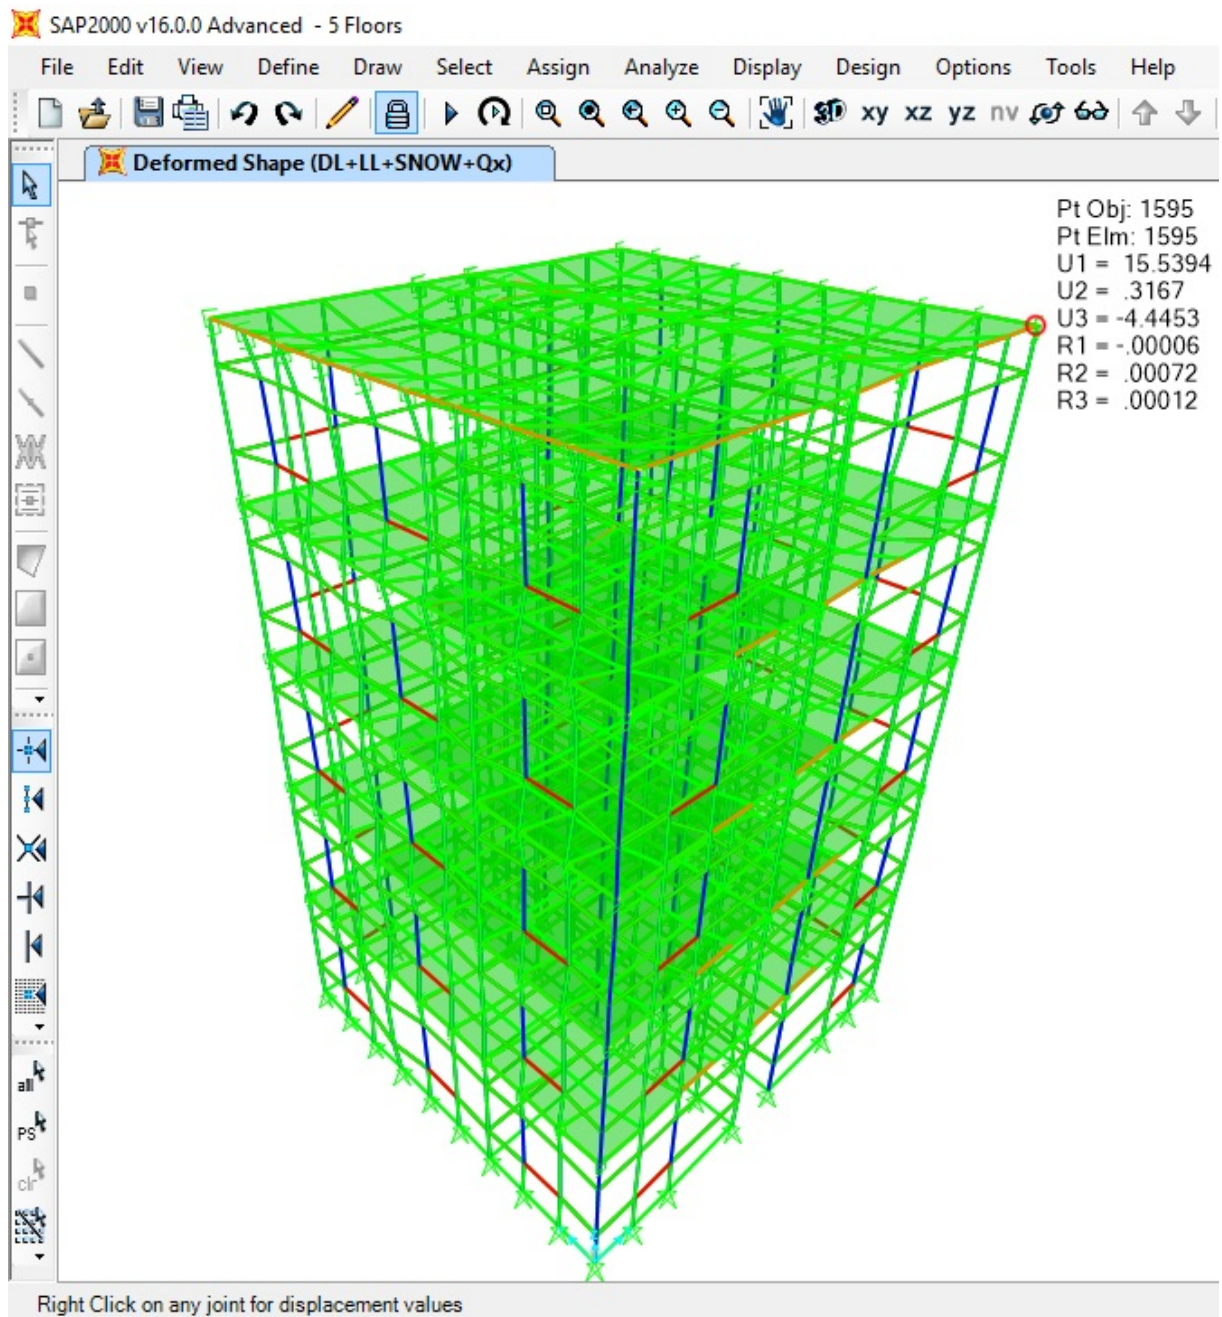 SAP2000 v16.0.0 Advanced - 5 Floors
File Edit View Define Draw Select Assign Analyze Display Design Options Tools Help
3D xy xz yz nv
Deformed Shape (DL+LL+SNOW+Qx)
Pt Obj: 1595
Pt Elm: 1595
U1 = 15.5394
U2 = .3167
U3 = -4.4453
R1 = -.00006
R2 = .00072
R3 = .00012
all
PS
clr
Right Click on any joint for displacement values